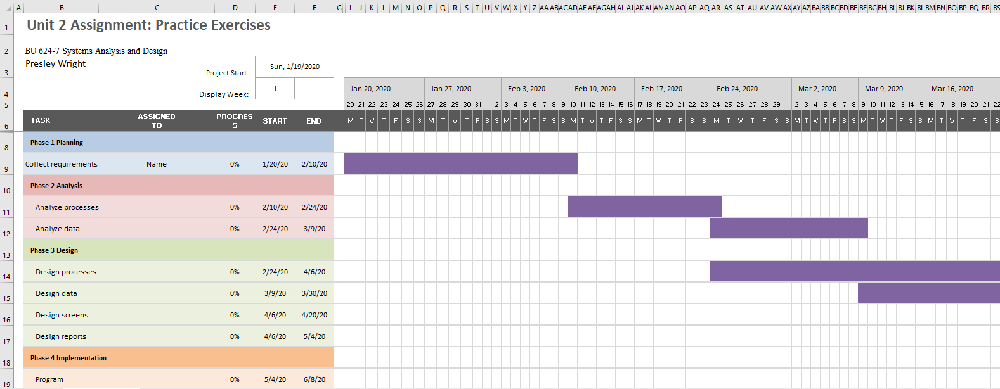 A B C D E F G H I J K L M N O P Q R S T U V W X Y Z AA AB AC AD AE AF AG AH AI AJ AK AL AM AN AO AP AQ AR AS AT AU AV AW AX AY AZ BA BB BC BD BE BF BG BH BI BJ BK BL BM BN BO BP BQ BR BS
1 Unit 2 Assignment: Practice Exercises
2 BU 624-7 Systems Analysis and Design
Presley Wright
3 Project Start: Sun, 1/19/2020
4 Display Week: 1 Jan 20, 2020 Jan 27, 2020 Feb 3, 2020 Feb 10, 2020 Feb 17, 2020 Feb 24, 2020 Mar 2, 2020 Mar 9, 2020 Mar 16, 2020
5 20 21 22 23 24 25 26 27 28 29 30 31 1 2 3 4 5 6 7 8 9 10 11 12 13 14 15 16 17 18 19 20 21 22 23 24 25 26 27 28 29 1 2 3 4 5 6 7 8 9 10 11 12 13 14 15 16 17 18 19 20 21 22
6 TASK ASSIGNED TO PROGRESS START END M T W T F S S M T W T F S S M T W T F S S M T W T F S S M T W T F S S M T W T F S S M T W T F S S M T W T F S S M T W T F S S
8 Phase 1 Planning
9 Collect requirements Name 0% 1/20/20 2/10/20
10 Phase 2 Analysis
11 Analyze processes 0% 2/10/20 2/24/20
12 Analyze data 0% 2/24/20 3/9/20
13 Phase 3 Design
14 Design processes 0% 2/24/20 4/6/20
15 Design data 0% 3/9/20 3/30/20
16 Design screens 0% 4/6/20 4/20/20
17 Design reports 0% 4/6/20 5/4/20
18 Phase 4 Implementation
19 Program 0% 5/4/20 6/8/20